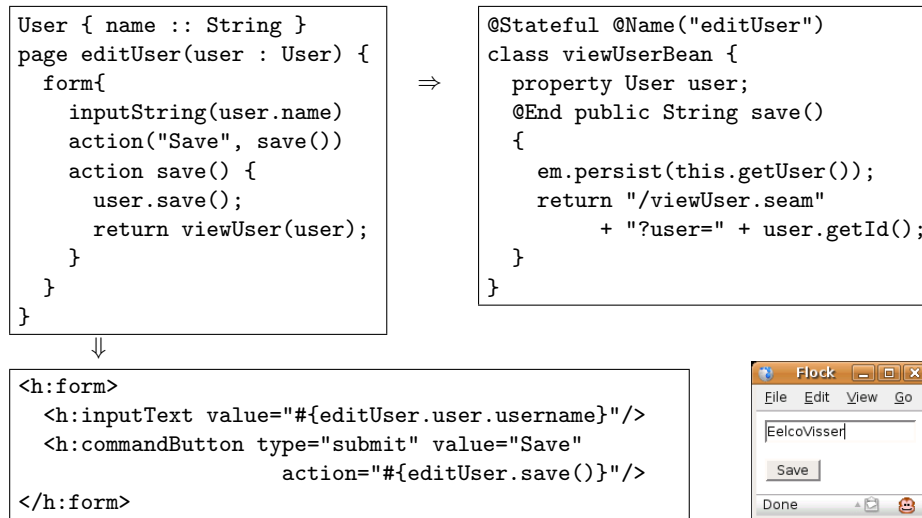 User { name :: String }
page editUser(user : User) {
form{
inputString(user.name)
action("Save", save())
action save() {
user.save();
return viewUser(user);
}
}
}
⇒
@Stateful @Name("editUser")
class viewUserBean {
property User user;
@End public String save()
{
em.persist(this.getUser());
return "/viewUser.seam"
+ "?user=" + user.getId();
}
}
⇓
<h:form>
<h:inputText value="#{editUser.user.username}"/>
<h:commandButton type="submit" value="Save"
action="#{editUser.save()}"/>
</h:form>
Flock
File Edit View Go
EelcoVisser
Save
Done